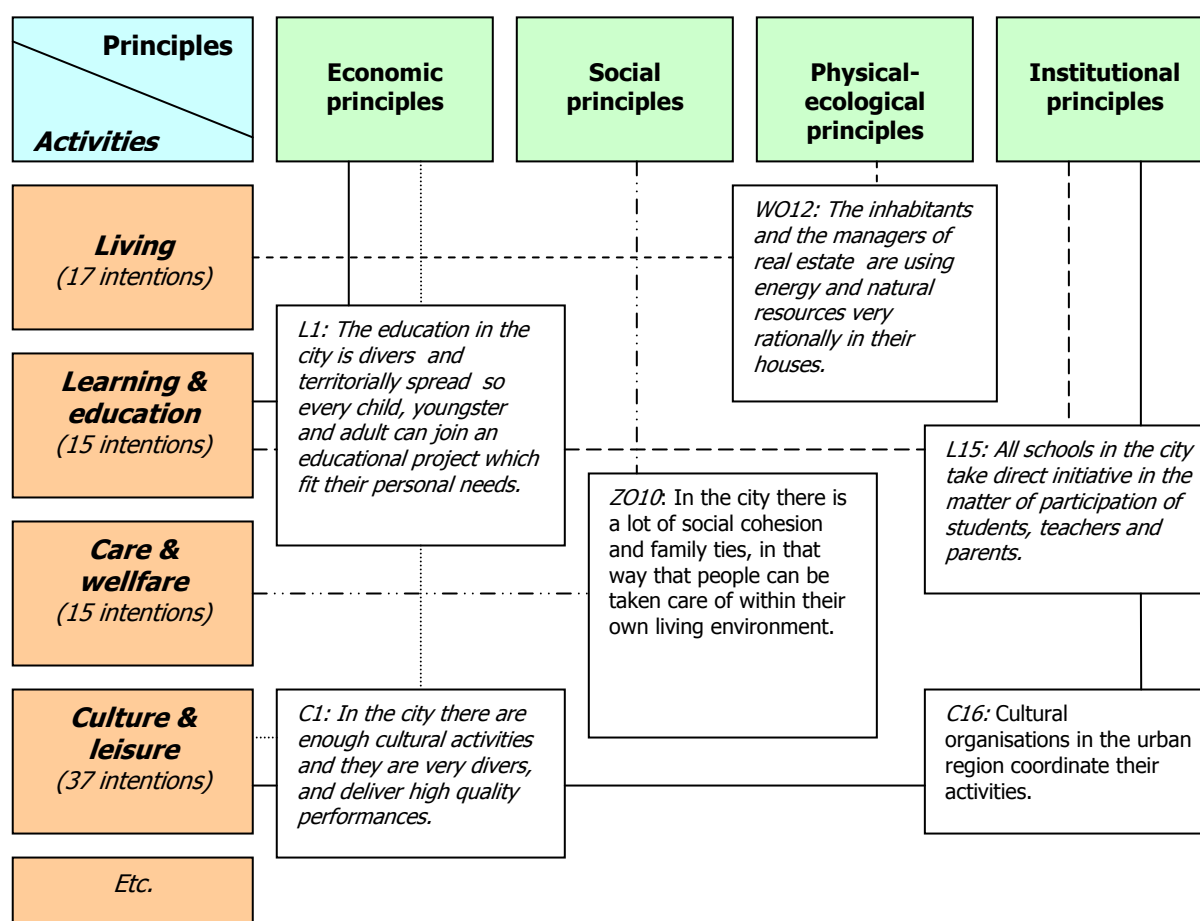 Principles
Activities
Economic
principles
Social
principles
Physical-
ecological
principles
Institutional
principles
Living
(17 intentions)
WO12: The inhabitants
and the managers of
real estate are using
energy and natural
resources very
rationally in their
houses.
L1: The education in the
city is divers and
territorially spread so
every child, youngster
and adult can join an
educational project which
fit their personal needs.
Learning &
education
(15 intentions)
L15: All schools in the city
take direct initiative in the
matter of participation of
students, teachers and
parents.
ZO10: In the city there is
a lot of social cohesion
and family ties, in that
way that people can be
taken care of within their
own living environment.
Care &
wellfare
(15 intentions)
Culture &
leisure
(37 intentions)
C1: In the city there are
enough cultural activities
and they are very divers,
and deliver high quality
performances.
C16: Cultural
organisations in the urban
region coordinate their
activities.
Etc.